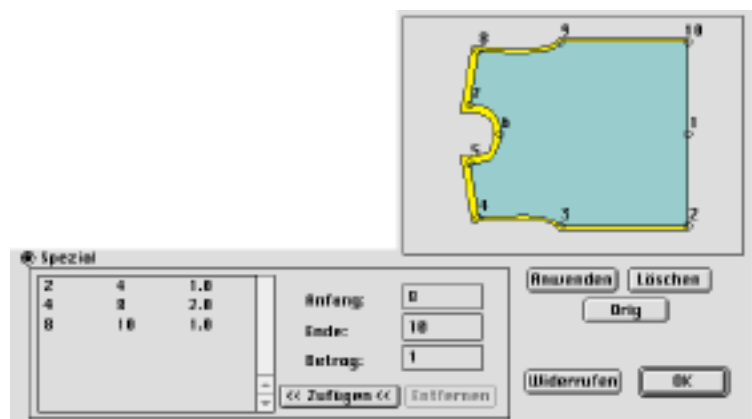 8 9 10
7
6 1
5
4 3 2
Spezial
2 4 1.0
4 8 2.0
8 10 1.0
Anfang: 8
Ende: 10
Betrag: 1
<< Zufügen << Entfernen
Anwenden Löschen
Orig
Widerrufen OK